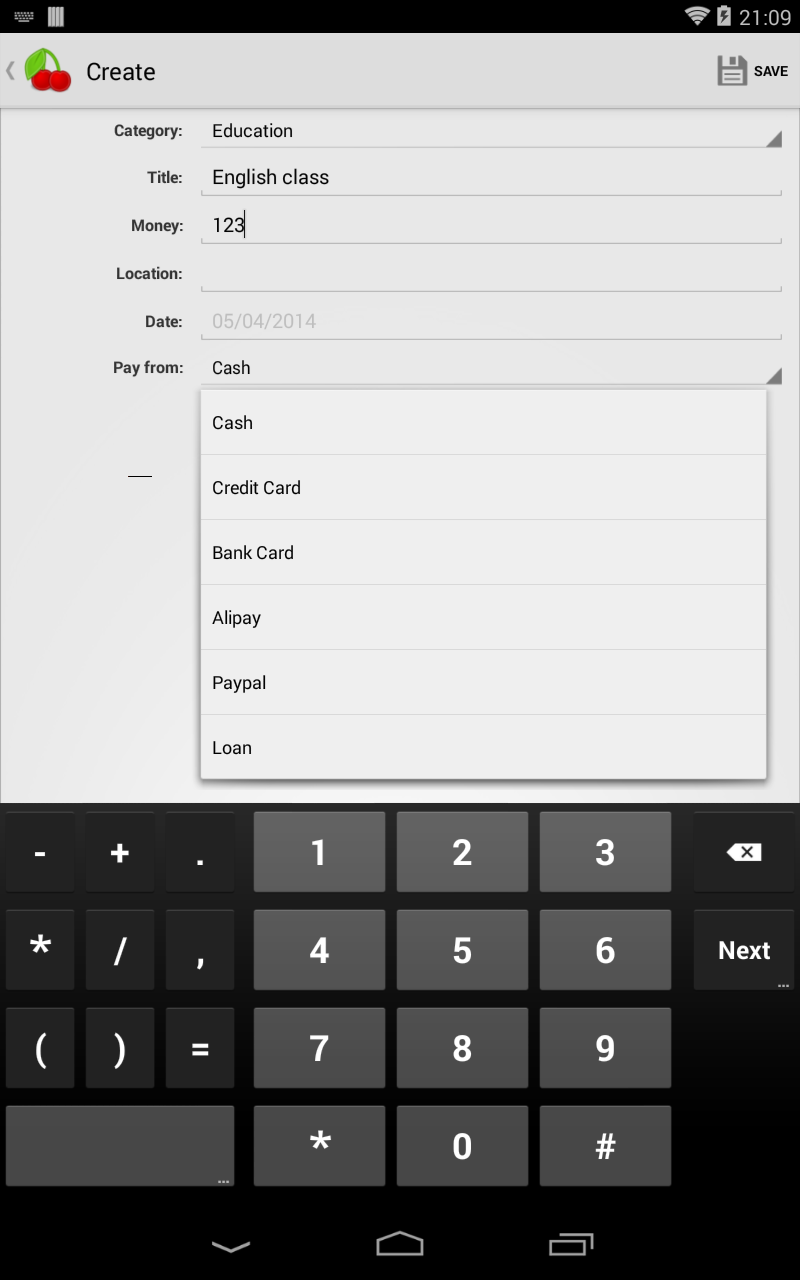 21:09
Create
SAVE
Category: Education
Title: English class
Money: 123
Location:
Date: 05/04/2014
Pay from: Cash
Cash
Credit Card
Bank Card
Alipay
Paypal
Loan
- + . 1 2 3
* / , 4 5 6 Next
...
( ) = 7 8 9
* 0 #
...